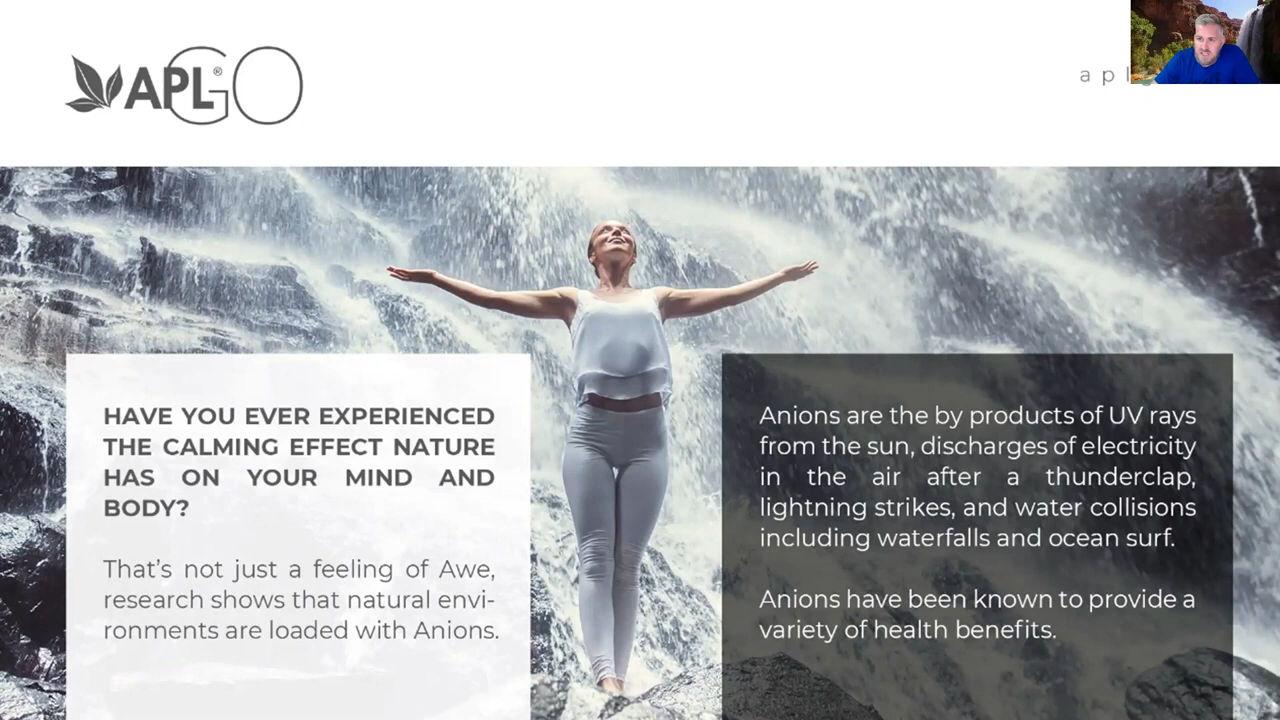 APL® GO
apl
HAVE YOU EVER EXPERIENCED
THE CALMING EFFECT NATURE
HAS ON YOUR MIND AND
BODY?
That's not just a feeling of Awe,
research shows that natural envi-
ronments are loaded with Anions.
Anions are the by products of UV rays
from the sun, discharges of electricity
in the air after a thunderclap,
lightning strikes, and water collisions
including waterfalls and ocean surf.
Anions have been known to provide a
variety of health benefits.